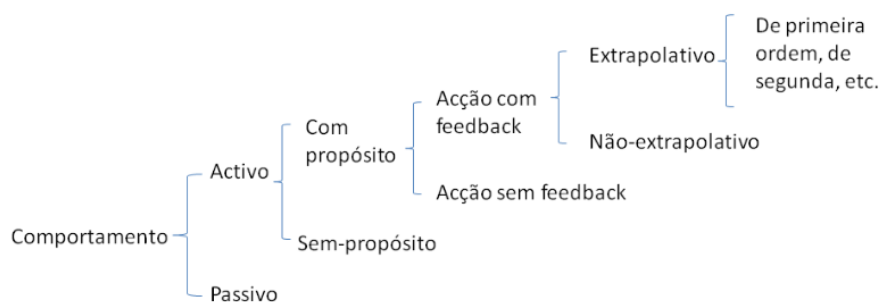 De primeira
ordem, de
segunda, etc.
Extrapolativo
Acção com
feedback
Não-extrapolativo
Com
propósito
Activo
Acção sem feedback
Comportamento
Sem-propósito
Passivo